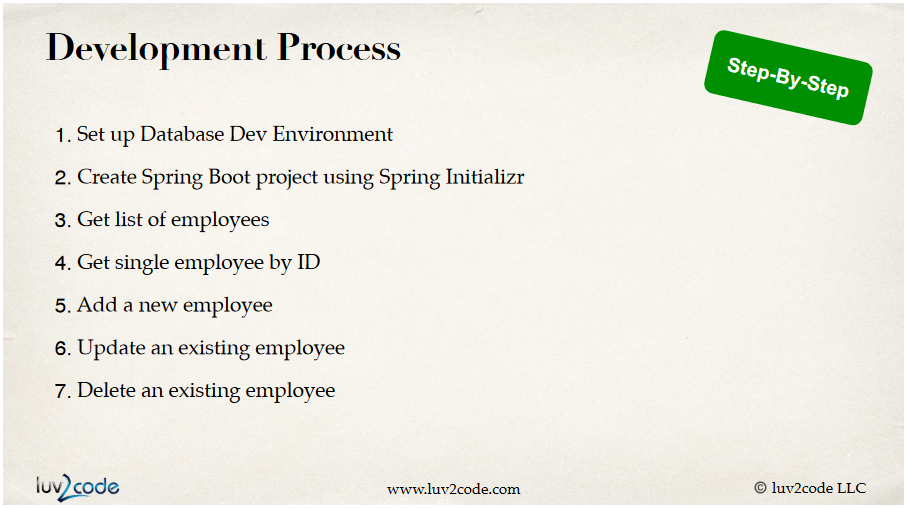 Development Process
Step-By-Step
1. Set up Database Dev Environment
2. Create Spring Boot project using Spring Initializr
3. Get list of employees
4. Get single employee by ID
5. Add a new employee
6. Update an existing employee
7. Delete an existing employee
luv2code
www.luv2code.com
© luv2code LLC